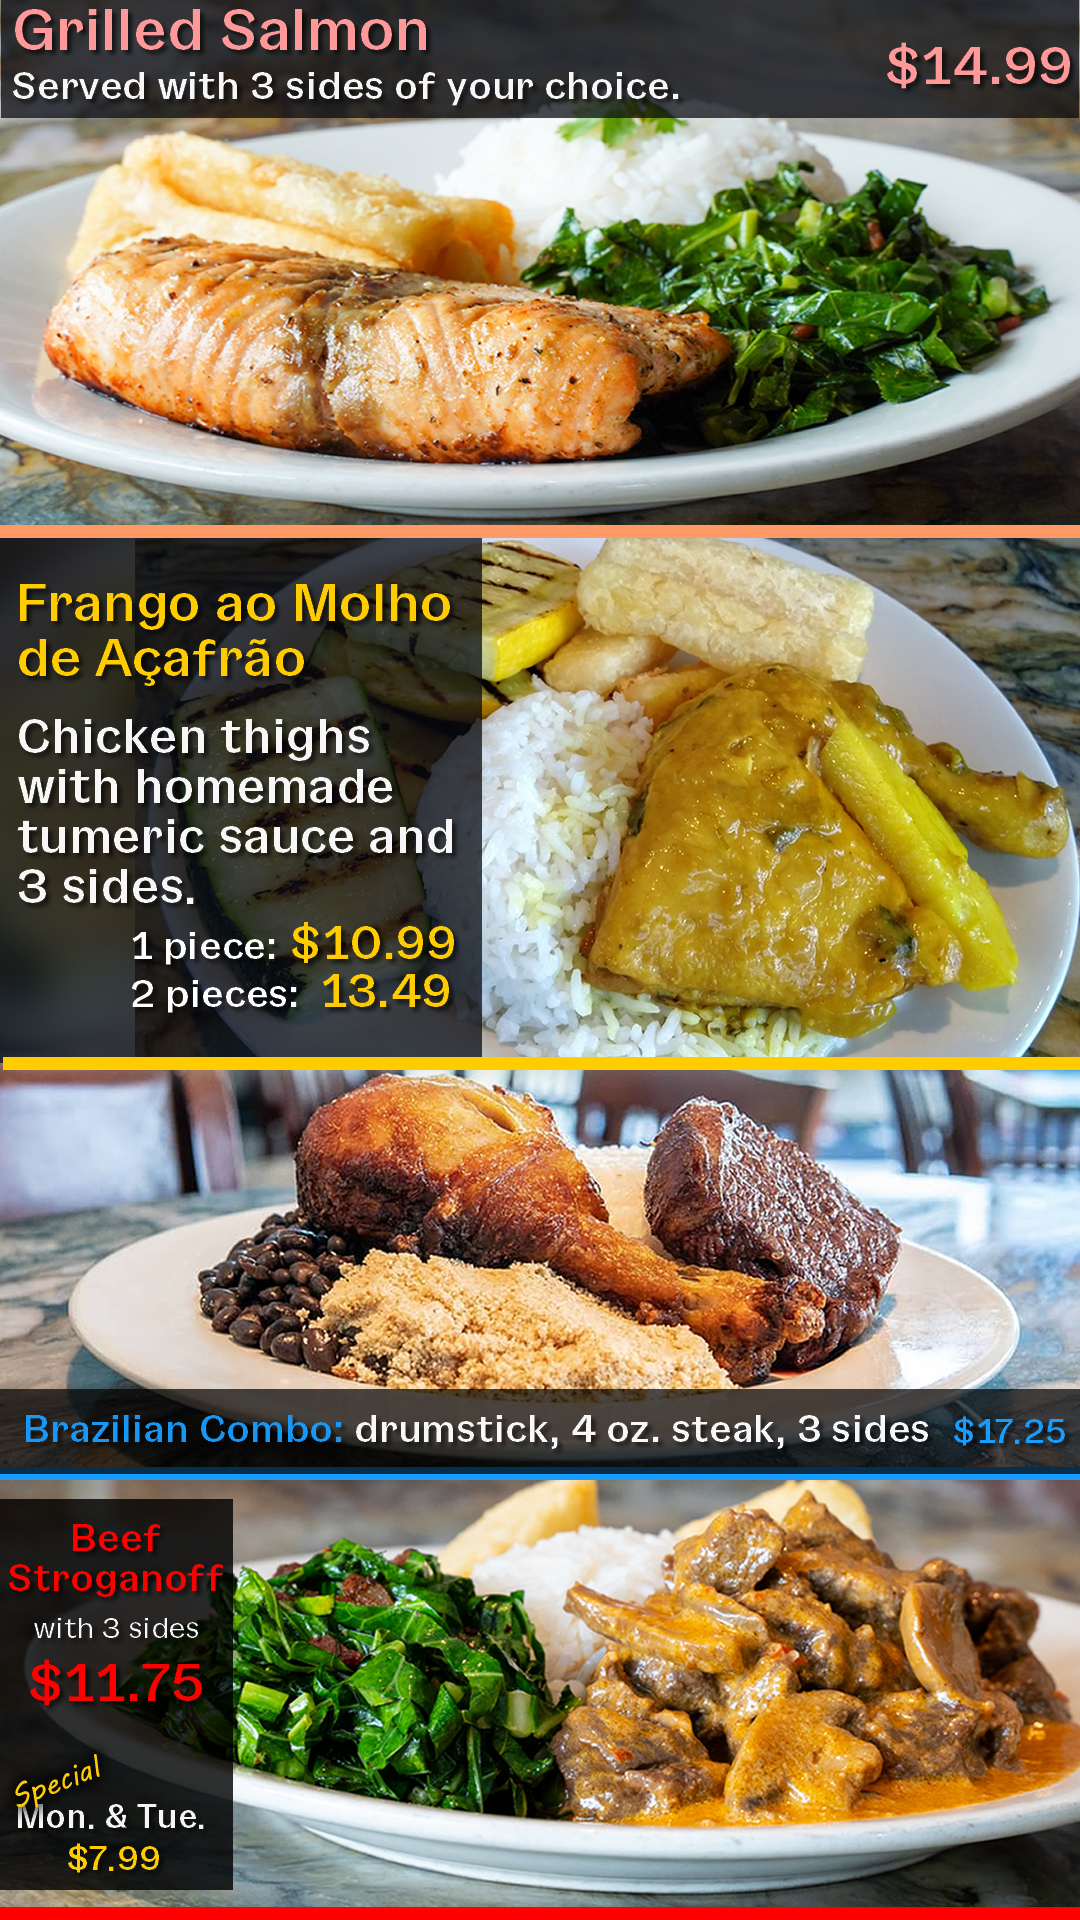 Grilled Salmon
Served with 3 sides of your choice.
$14.99
Frango ao Molho
de Açafrão
Chicken thighs
with homemade
tumeric sauce and
3 sides.
1 piece: $10.99
2 pieces: 13.49
Brazilian Combo: drumstick, 4 oz. steak, 3 sides $17.25
Beef
Stroganoff
with 3 sides
$11.75
Special
Mon. & Tue.
$7.99